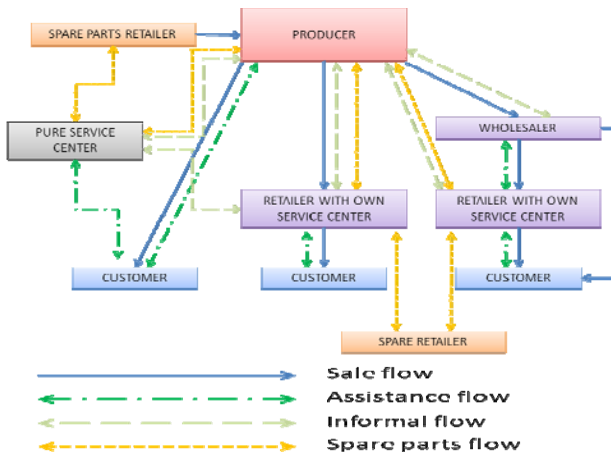 SPARE PARTS RETAILER
PRODUCER
PURE SERVICE
CENTER
WHOLESALER
RETAILER WITH OWN
SERVICE CENTER
RETAILER WITH OWN
SERVICE CENTER
CUSTOMER
CUSTOMER
CUSTOMER
SPARE RETAILER
Sale flow
Assistance flow
Informal flow
Spare parts flow